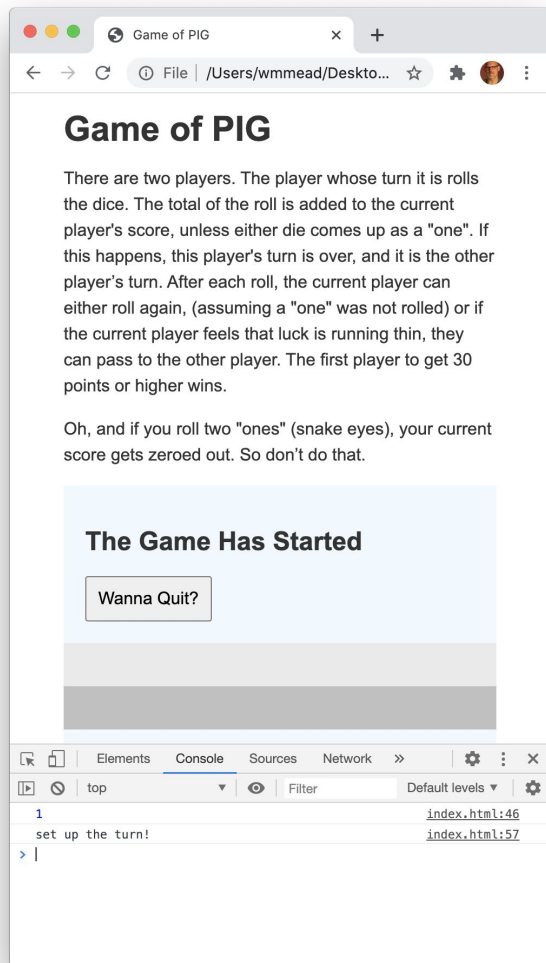 Game of PIG
File | /Users/wmmead/Deskto...
Game of PIG
There are two players. The player whose turn it is rolls
the dice. The total of the roll is added to the current
player's score, unless either die comes up as a "one". If
this happens, this player's turn is over, and it is the other
player’s turn. After each roll, the current player can
either roll again, (assuming a "one" was not rolled) or if
the current player feels that luck is running thin, they
can pass to the other player. The first player to get 30
points or higher wins.
Oh, and if you roll two "ones" (snake eyes), your current
score gets zeroed out. So don’t do that.
The Game Has Started
Wanna Quit?
Elements Console Sources Network
top Filter Default levels
1 index.html:46
set up the turn! index.html:57